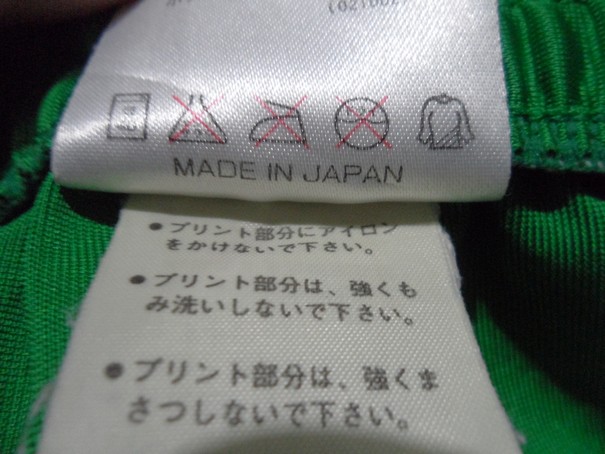 MADE IN JAPAN
●プリント部分にアイロン
をかけないで下さい。
●プリント部分は、強くも
み洗いしないで下さい。
●プリント部分は、強くま
さつしないで下さい。